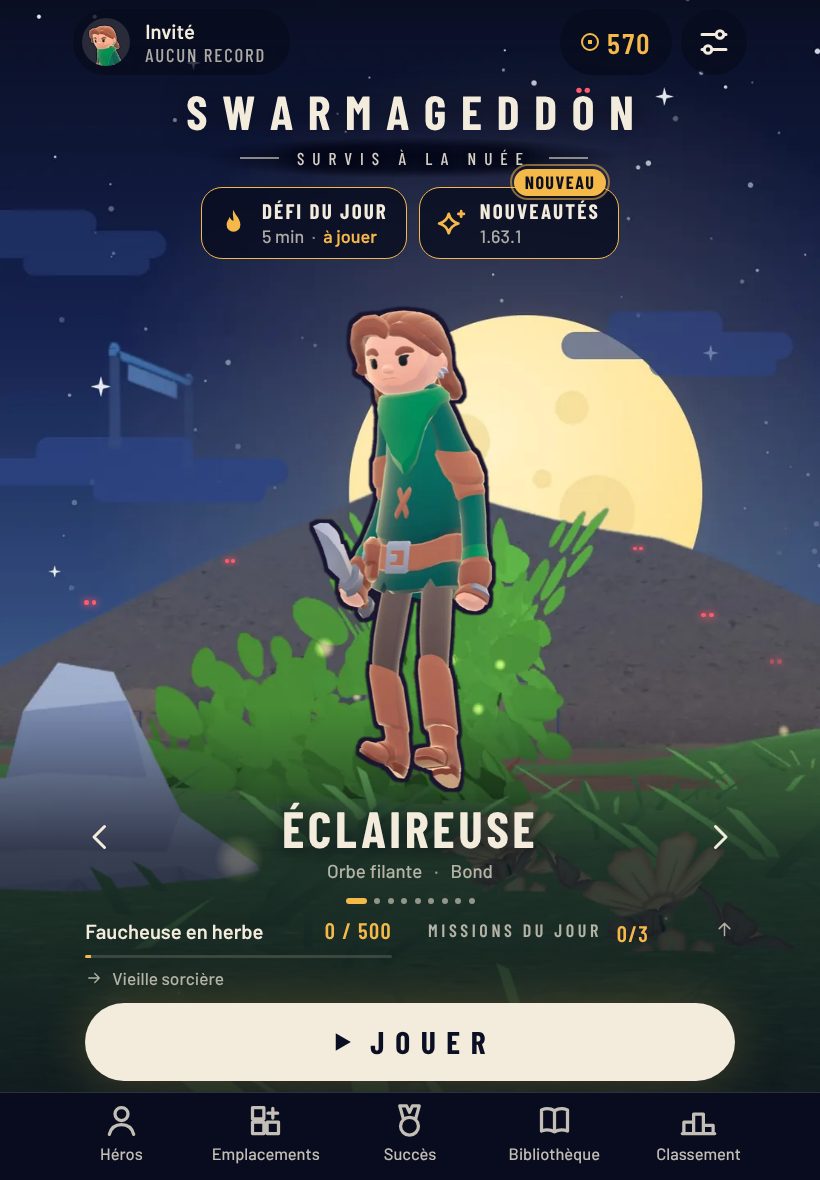 Invité
AUCUN RECORD
570
SWARMAGEDDÖN
SURVIS À LA NUÉE
NOUVEAU
DÉFI DU JOUR
5 min · à jouer
NOUVEAUTÉS
1.63.1
ÉCLAIREUSE
Orbe filante · Bond
Faucheuse en herbe 0 / 500
MISSIONS DU JOUR 0/3
→ Vieille sorcière
JOUER
Héros
Emplacements
Succès
Bibliothèque
Classement